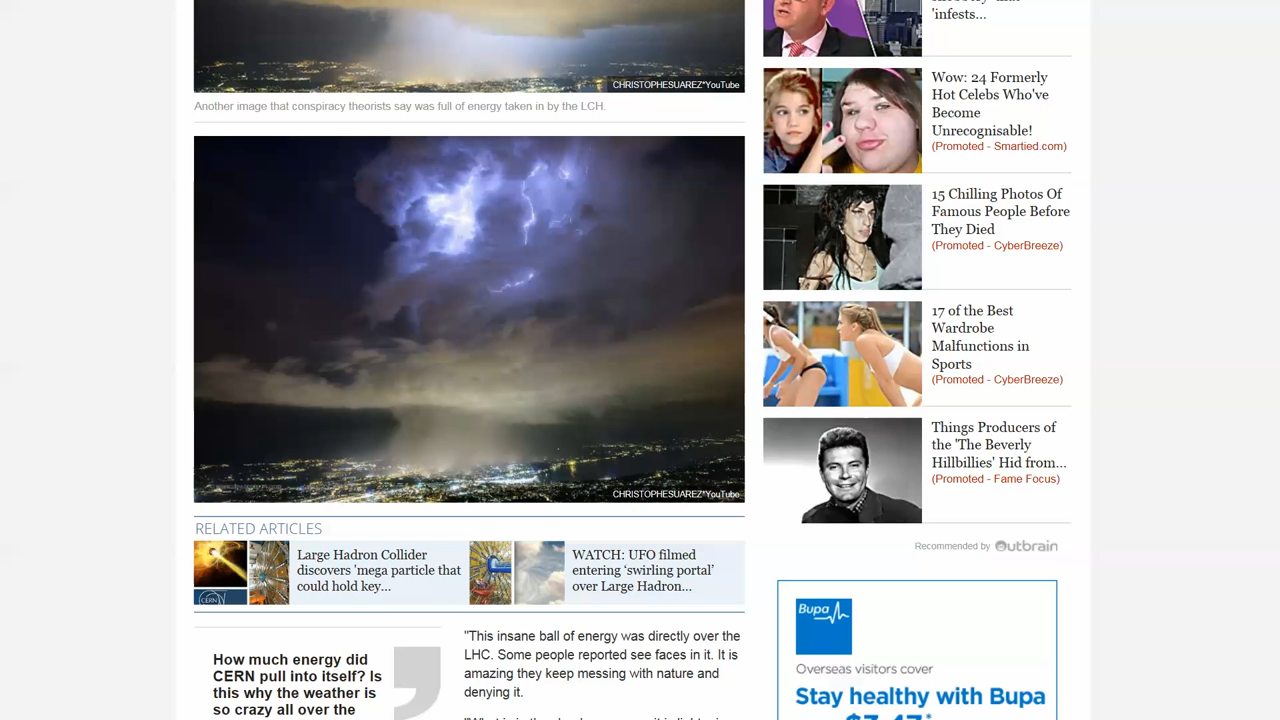 CHRISTOPHESUAREZ*YouTube
Another image that conspiracy theorists say was full of energy taken in by the LCH.
CHRISTOPHESUAREZ*YouTube
RELATED ARTICLES
Large Hadron Collider
discovers 'mega particle that
could hold key...
WATCH: UFO filmed
entering ‘swirling portal’
over Large Hadron...
CERN
How much energy did
CERN pull into itself? Is
this why the weather is
so crazy all over the
"This insane ball of energy was directly over the
LHC. Some people reported see faces in it. It is
amazing they keep messing with nature and
denying it.
'infests...
Wow: 24 Formerly
Hot Celebs Who've
Become
Unrecognisable!
(Promoted - Smartied.com)
15 Chilling Photos Of
Famous People Before
They Died
(Promoted - CyberBreeze)
17 of the Best
Wardrobe
Malfunctions in
Sports
(Promoted - CyberBreeze)
Things Producers of
the 'The Beverly
Hillbillies' Hid from...
(Promoted - Fame Focus)
Recommended by Outbrain
Bupa
Overseas visitors cover
Stay healthy with Bupa